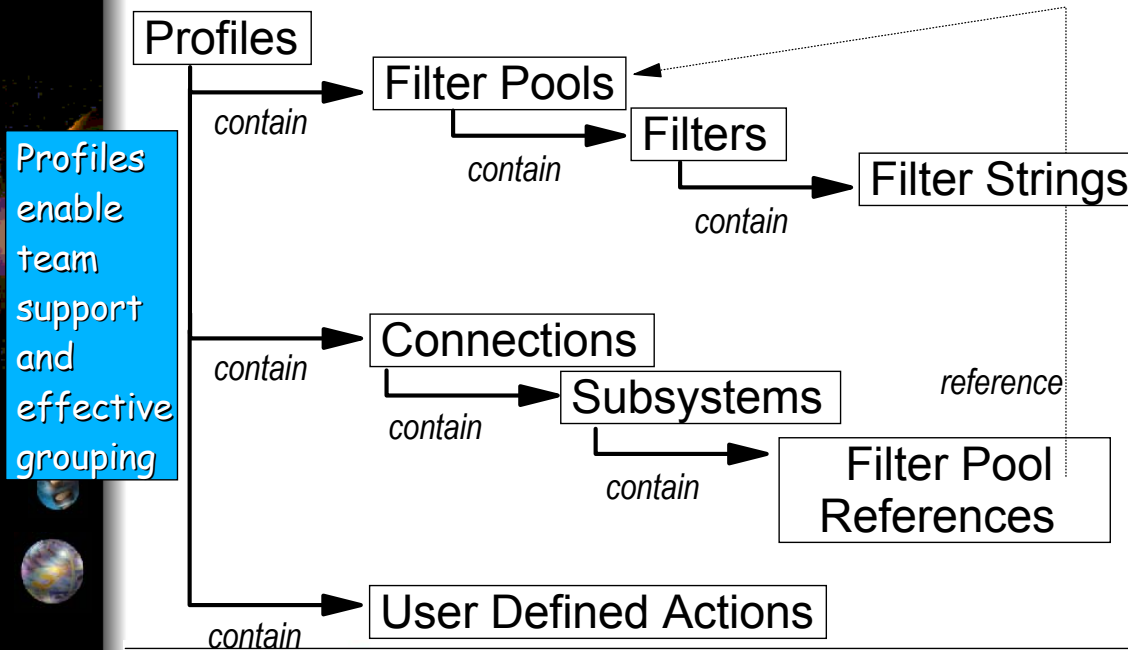 Profiles
Filter Pools
contain
Filters
contain
Filter Strings
contain
Profiles
enable
team
support
and
effective
grouping
Connections
contain
Subsystems
contain
reference
Filter Pool
References
contain
User Defined Actions
contain